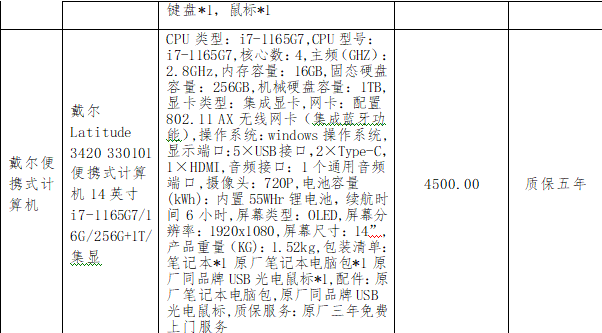 键盘*1，鼠标*1
戴尔便
携式计
算机
戴尔
Latitude
3420 330101
便携式计算
机 14 英寸
i7-1165G7/1
6G/256G+1T/
集显
CPU 类型：i7-1165G7,CPU 型号：
i7-1165G7,核心数：4,主频(GHZ)：
2.8GHz,内存容量：16GB,固态硬盘
容量：256GB,机械硬盘容量：1TB,
显卡类型：集成显卡,网卡：配置
802.11 AX 无线网卡（集成蓝牙功
能）,操作系统：windows 操作系统,
显示端口:5×USB接口,2×Type-C,
1×HDMI,音频接口：1 个通用音频
端口,摄像头：720P,电池容量
(kWh)：内置 55WHr 锂电池，续航时
间 6 小时,屏幕类型：OLED,屏幕分
辨率：1920x1080,屏幕尺寸：14”,
产品重量（KG）：1.52kg,包装清单：
笔记本*1 原厂笔记本电脑包*1 原
厂同品牌 USB 光电鼠标*1,配件：原
厂笔记本电脑包,原厂同品牌 USB
光电鼠标,质保服务：原厂三年免费
上门服务
4500.00
质保五年